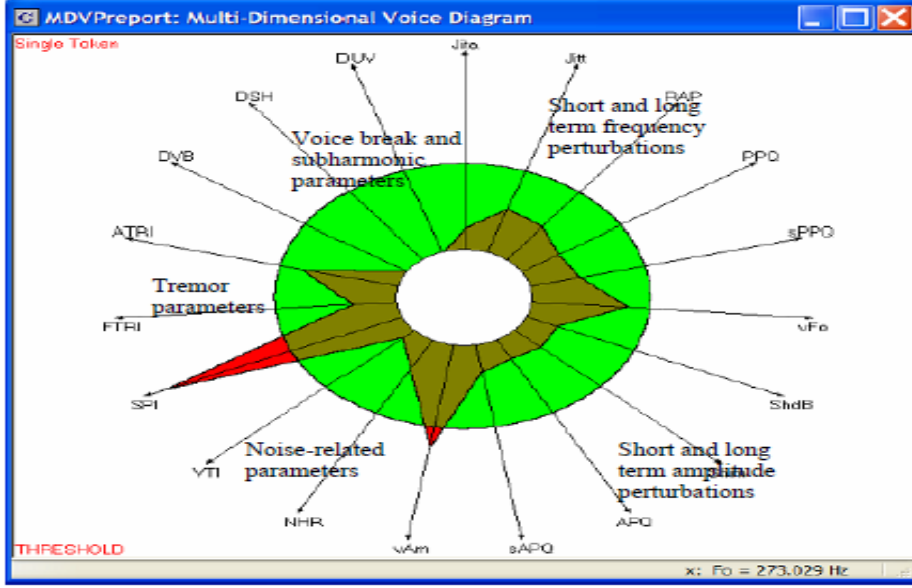 MDVPreport: Multi-Dimensional Voice Diagram
Single Token
Jita
DUV
Jitt
DSH
RAP
Short and long
term frequency
perturbations
Voice break and
subharmonic
parameters
DVB
PPQ
ATRI
sPPQ
Tremor
parameters
FTRI
vFo
SPI
ShdB
Noise-related
parameters
Short and long
term amplitude
perturbations
VTI
NHR
APQ
vAm
sAPQ
THRESHOLD
x: Fo = 273.029 Hz